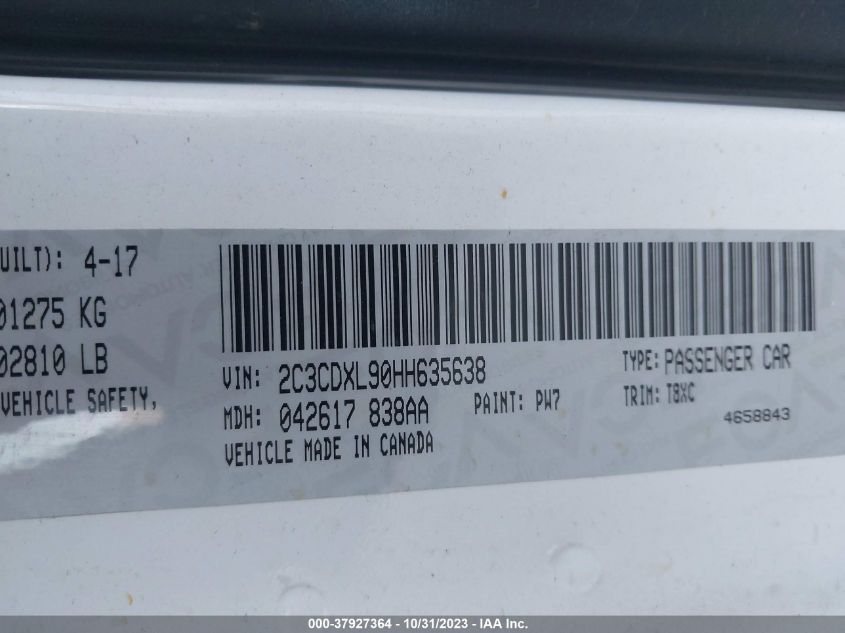 UILT): 4-17
01275 KG
02810 LB
VEHICLE SAFETY,
VIN: 2C3CDXL90HH635638
TYPE: PASSENGER CAR
MDH: 042617 838AA
PAINT: PW7
TRIM: T8XC
VEHICLE MADE IN CANADA
4658843
000-37927364 - 10/31/2023 - IAA Inc.